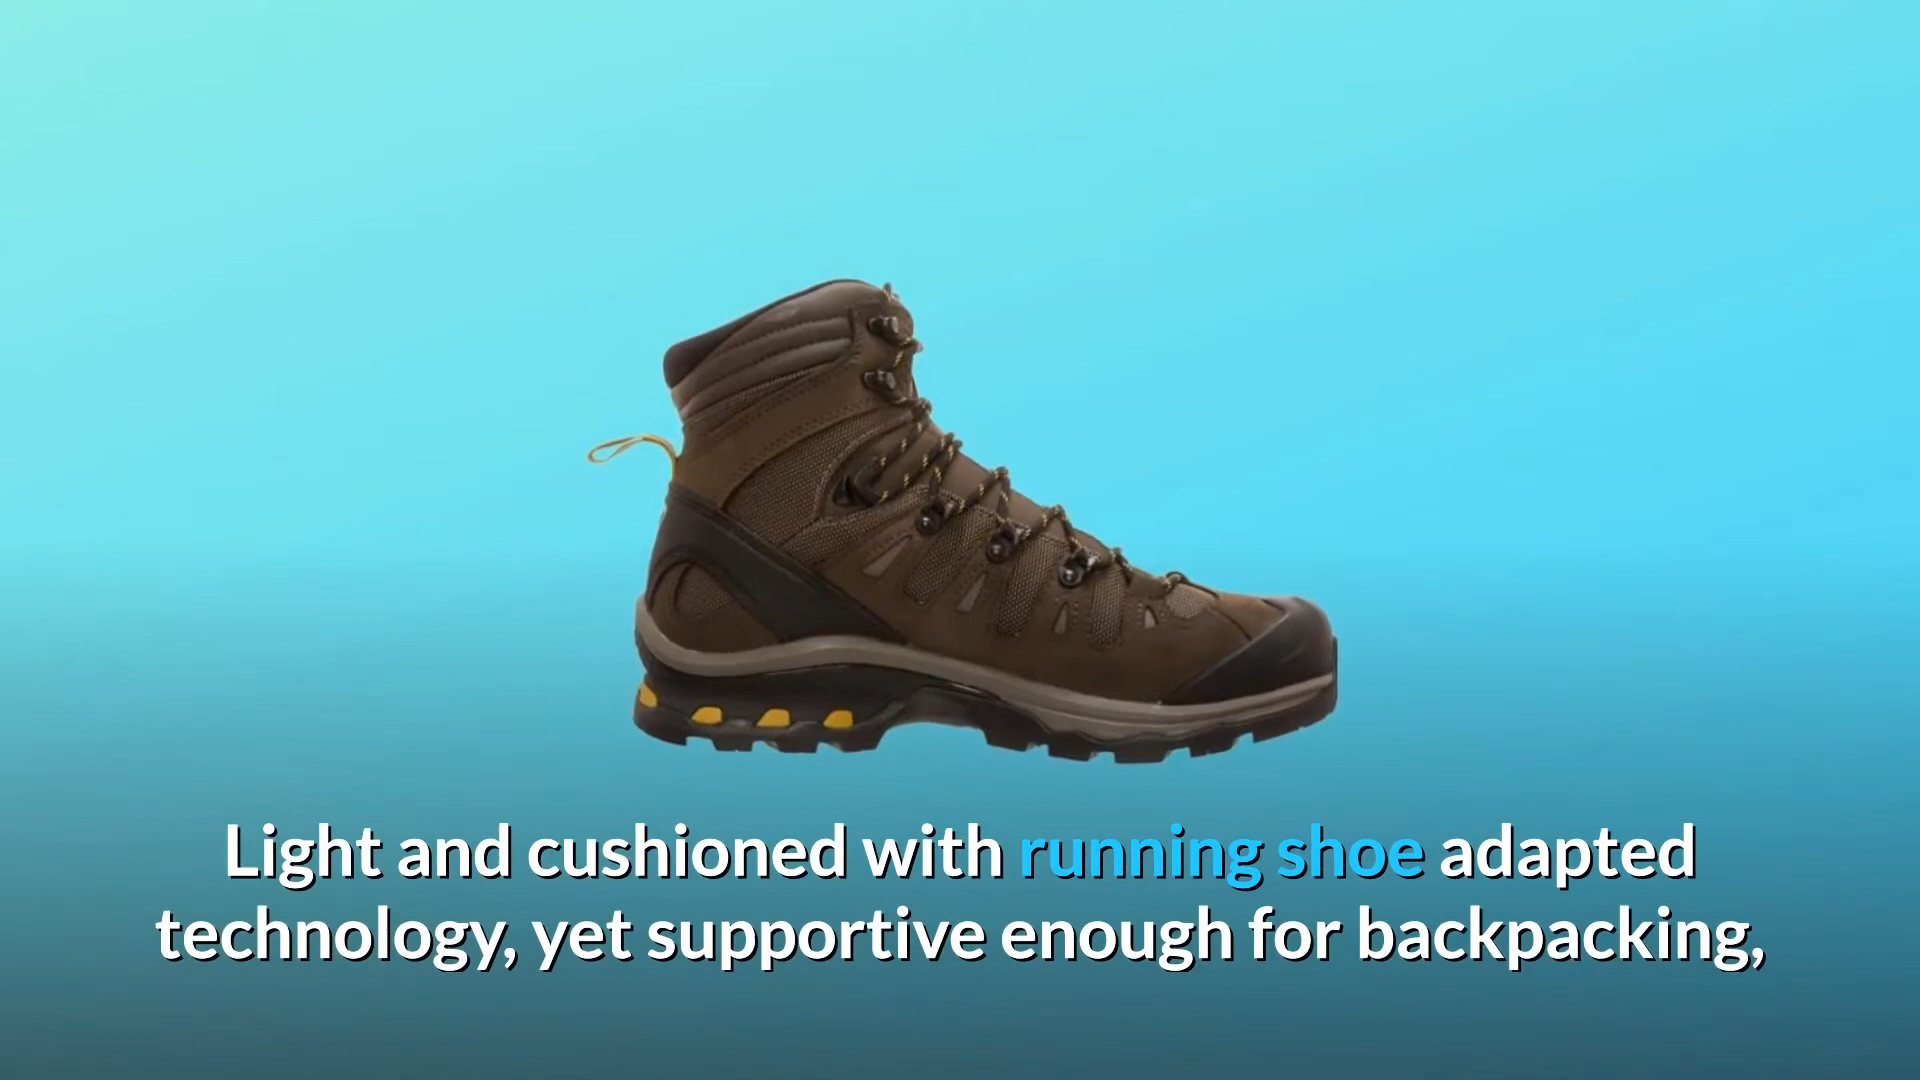 Light and cushioned with running shoe adapted
technology, yet supportive enough for backpacking,